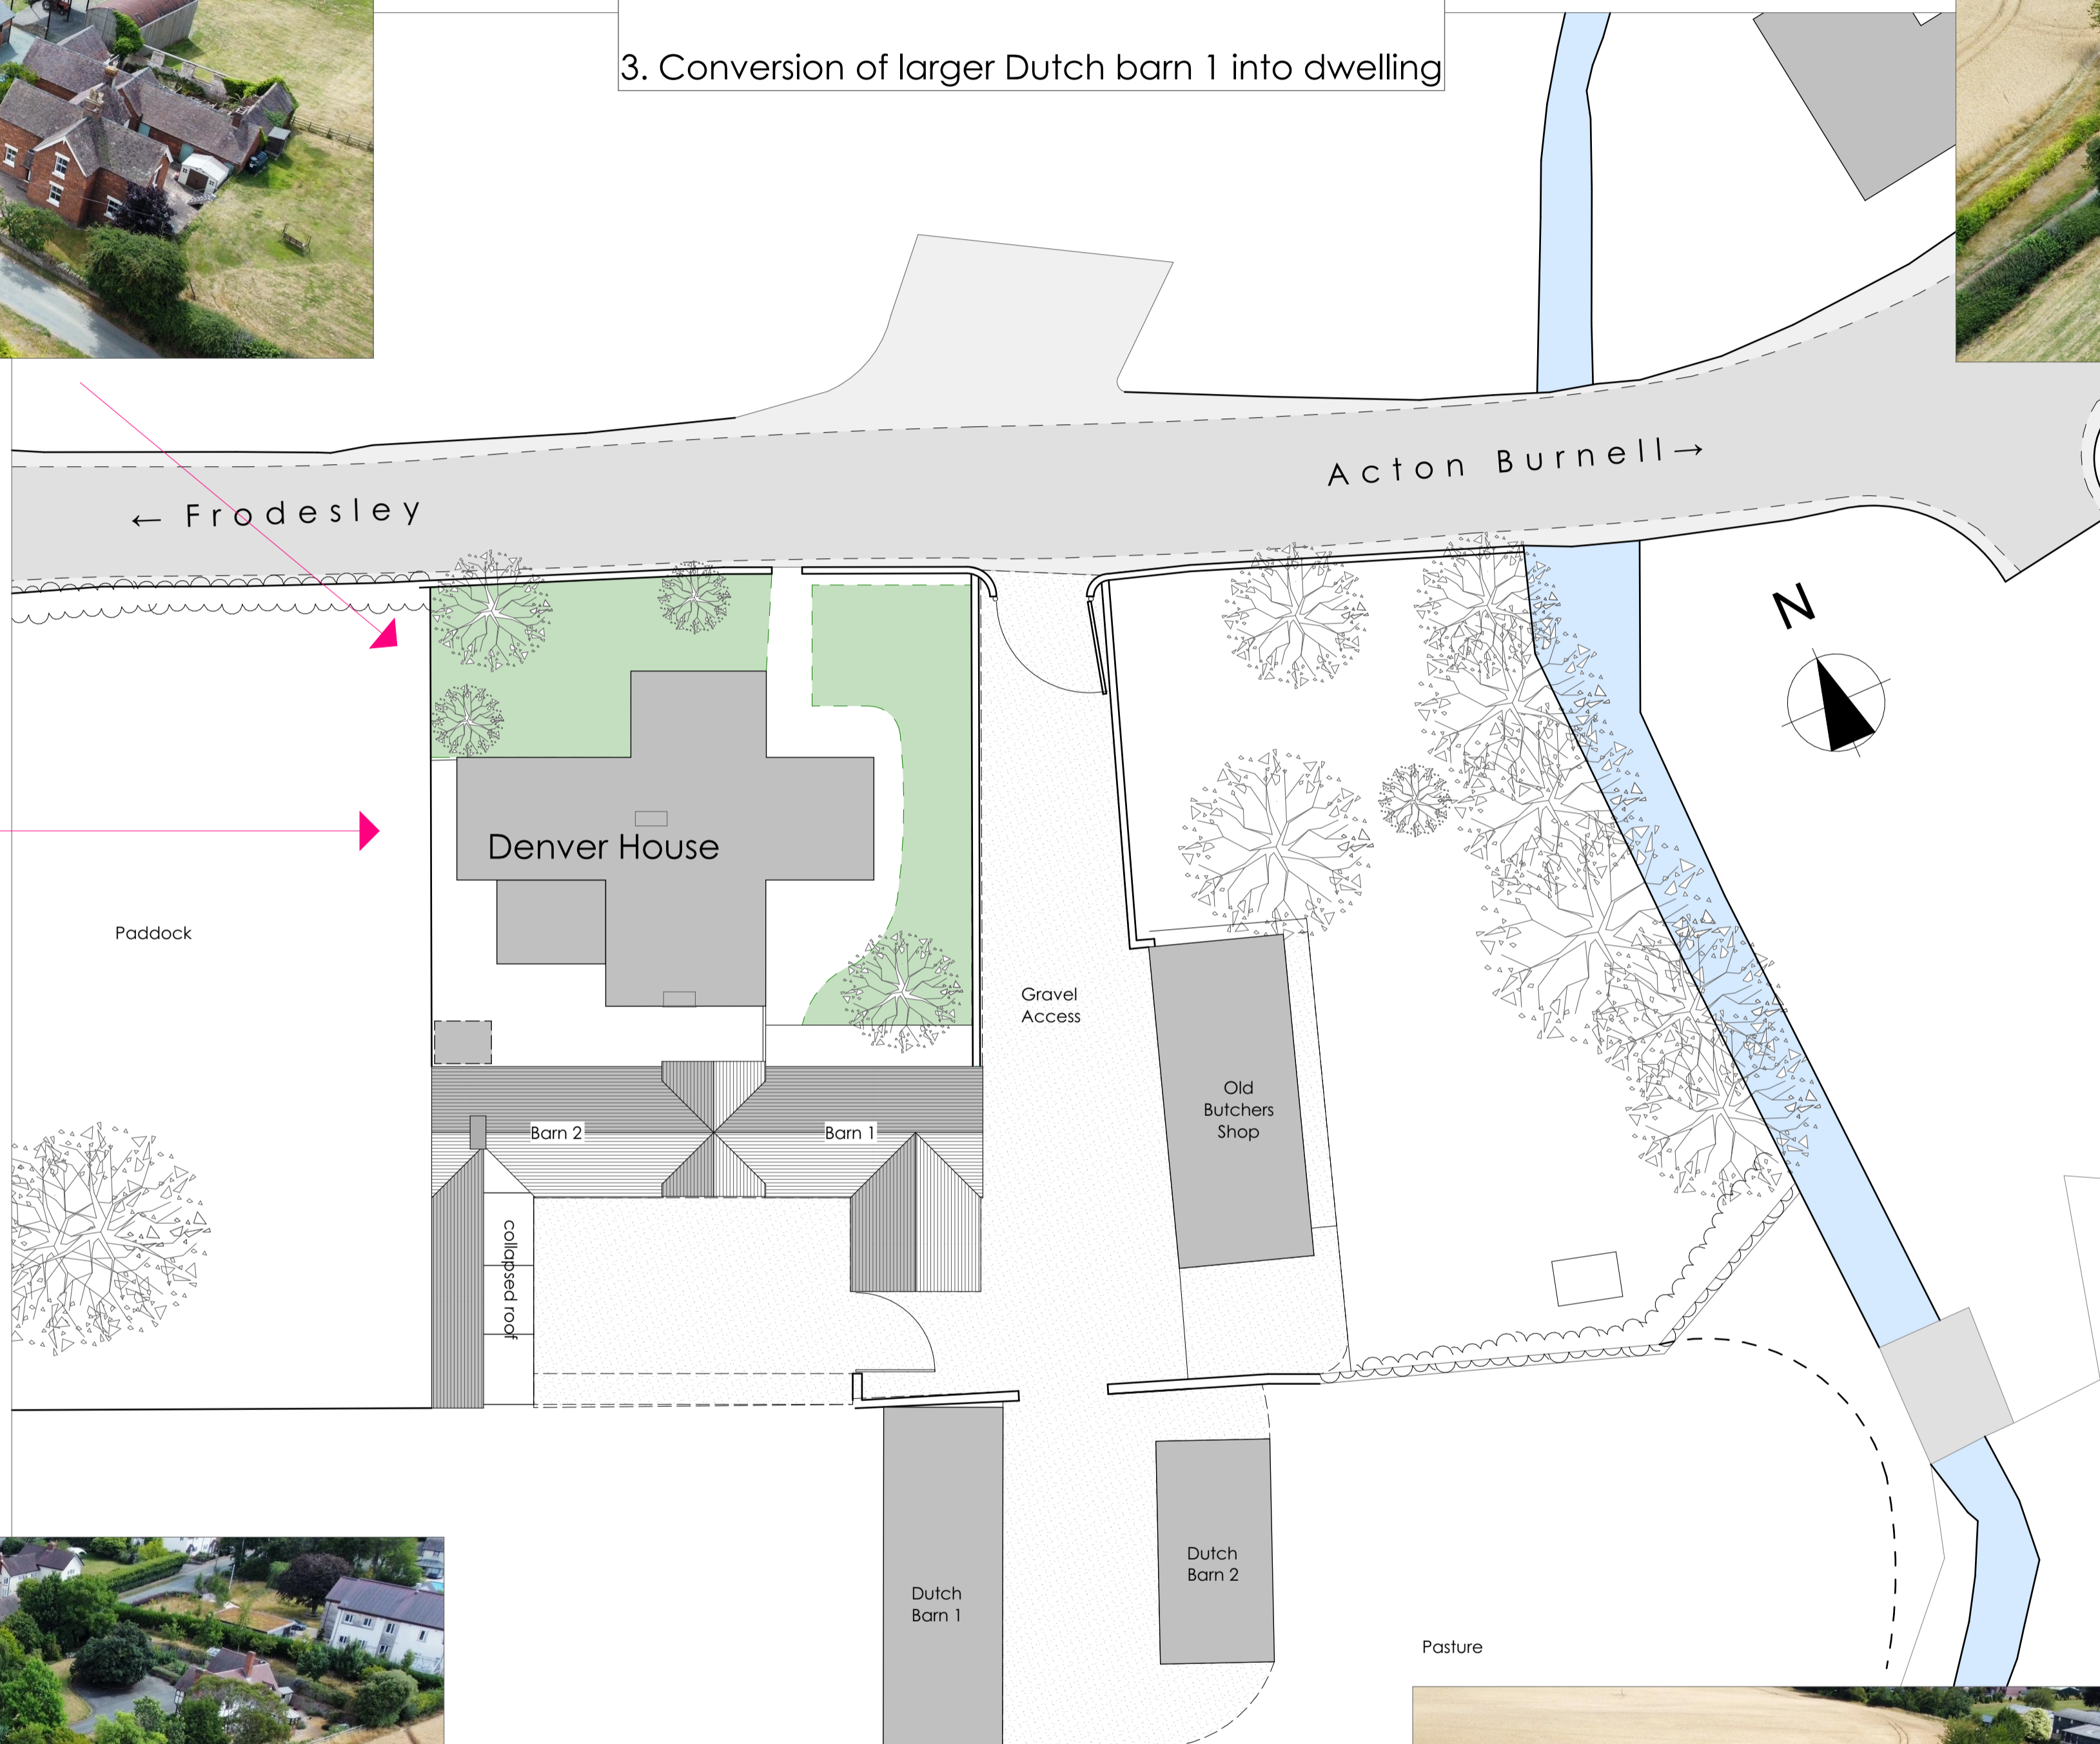 3. Conversion of larger Dutch barn 1 into dwelling
Acton Burnell→
← Frodesley
N
Denver House
Paddock
Gravel
Access
Old
Butchers
Shop
Barn 2
Barn 1
collapsed roof
Dutch
Barn 2
Dutch
Barn 1
Pasture